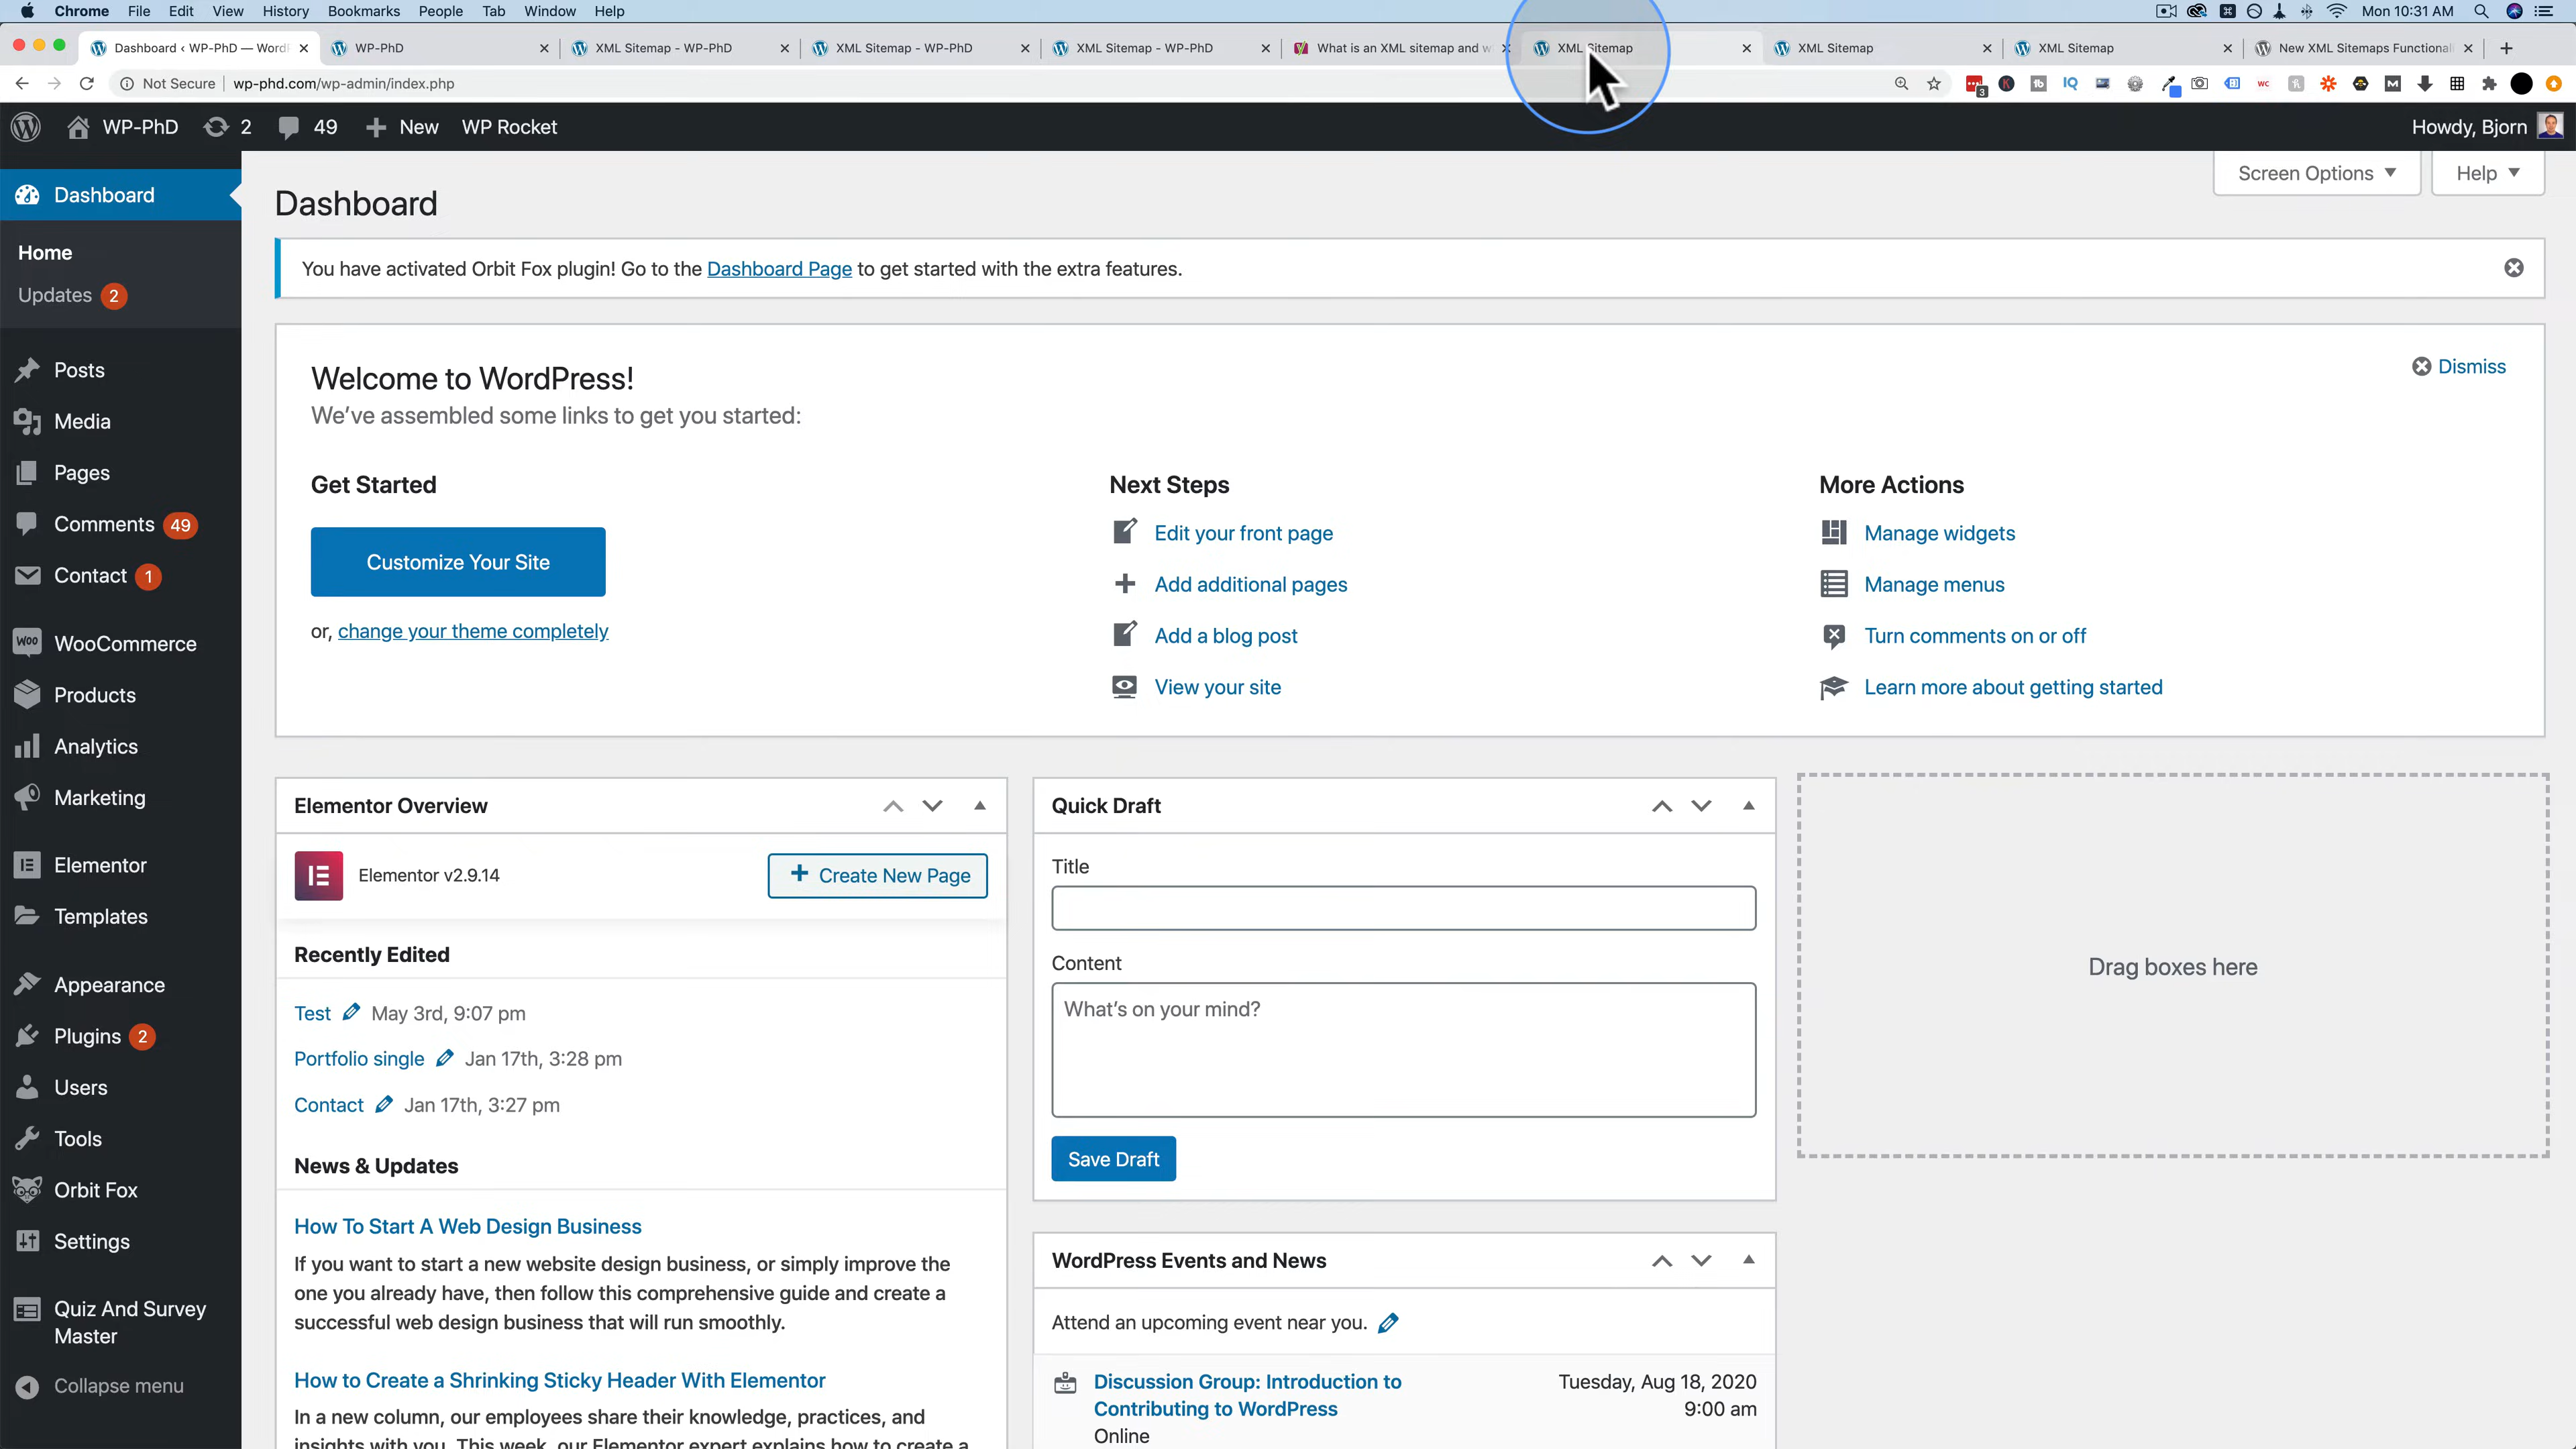 Chrome File Edit View History Bookmarks People Tab Window Help Mon 10:31 AM
Dashboard ‹ WP-PhD — Word WP-PhD XML Sitemap - WP-PhD XML Sitemap - WP-PhD XML Sitemap - WP-PhD What is an XML sitemap and w XML Sitemap XML Sitemap XML Sitemap New XML Sitemaps Functional
Not Secure wp-phd.com/wp-admin/index.php
WP-PhD 2 49 New WP Rocket Howdy, Bjorn
Screen Options Help
Dashboard
Home
Updates 2
Posts
Media
Pages
Comments 49
Contact 1
WooCommerce
Products
Analytics
Marketing
Elementor
Templates
Appearance
Plugins 2
Users
Tools
Orbit Fox
Settings
Quiz And Survey
Master
Collapse menu
Dashboard
You have activated Orbit Fox plugin! Go to the Dashboard Page to get started with the extra features.
Welcome to WordPress!
Dismiss
We've assembled some links to get you started:
Get Started
Customize Your Site
or, change your theme completely
Next Steps
Edit your front page
Add additional pages
Add a blog post
View your site
More Actions
Manage widgets
Manage menus
Turn comments on or off
Learn more about getting started
Elementor Overview
Elementor v2.9.14
Create New Page
Recently Edited
Test May 3rd, 9:07 pm
Portfolio single Jan 17th, 3:28 pm
Contact Jan 17th, 3:27 pm
News & Updates
How To Start A Web Design Business
If you want to start a new website design business, or simply improve the
one you already have, then follow this comprehensive guide and create a
successful web design business that will run smoothly.
How to Create a Shrinking Sticky Header With Elementor
In a new column, our employees share their knowledge, practices, and
insights with you. This week, our Elementor expert explains how to create a
Quick Draft
Title
Content
What's on your mind?
Save Draft
WordPress Events and News
Attend an upcoming event near you.
Discussion Group: Introduction to
Contributing to WordPress
Online
Tuesday, Aug 18, 2020
9:00 am
Drag boxes here